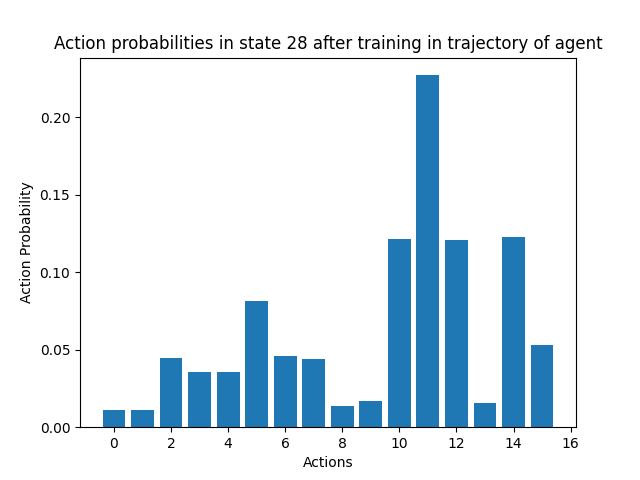 Action probabilities in state 28 after training in trajectory of agent
Action Probability
0.20
0.15
0.10
0.05
0.00
0 2 4 6 8 10 12 14 16
Actions